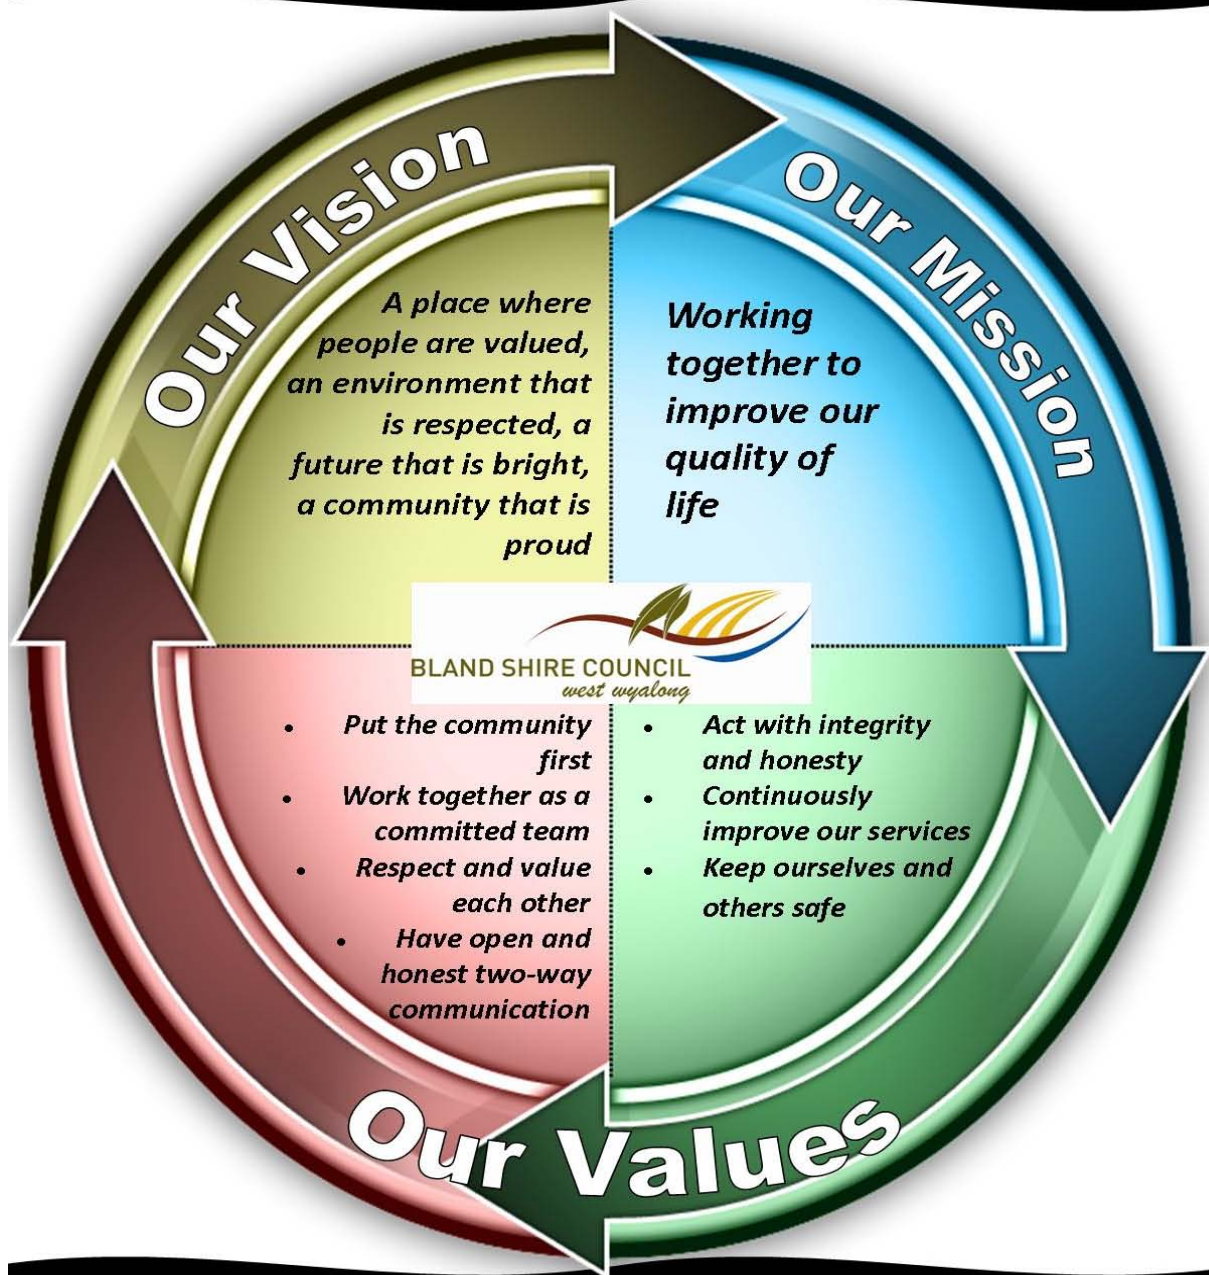 Our Vision
A place where
people are valued,
an environment that
is respected, a
future that is bright,
a community that is
proud
Our Mission
Working
together to
improve our
quality of
life
BLAND SHIRE COUNCIL
west wyalong
• Put the community
first
• Work together as a
committed team
• Respect and value
each other
• Have open and
honest two-way
communication
• Act with integrity
and honesty
• Continuously
improve our services
• Keep ourselves and
others safe
Our Values